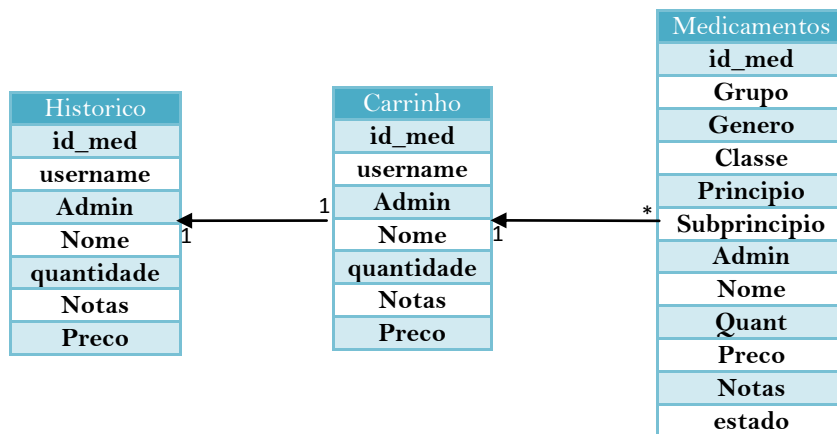 Historico
id_med
username
Admin
Nome
quantidade
Notas
Preco
1
1
Carrinho
id_med
username
Admin
Nome
quantidade
Notas
Preco
1
*
Medicamentos
id_med
Grupo
Genero
Classe
Principio
Subprincipio
Admin
Nome
Quant
Preco
Notas
estado